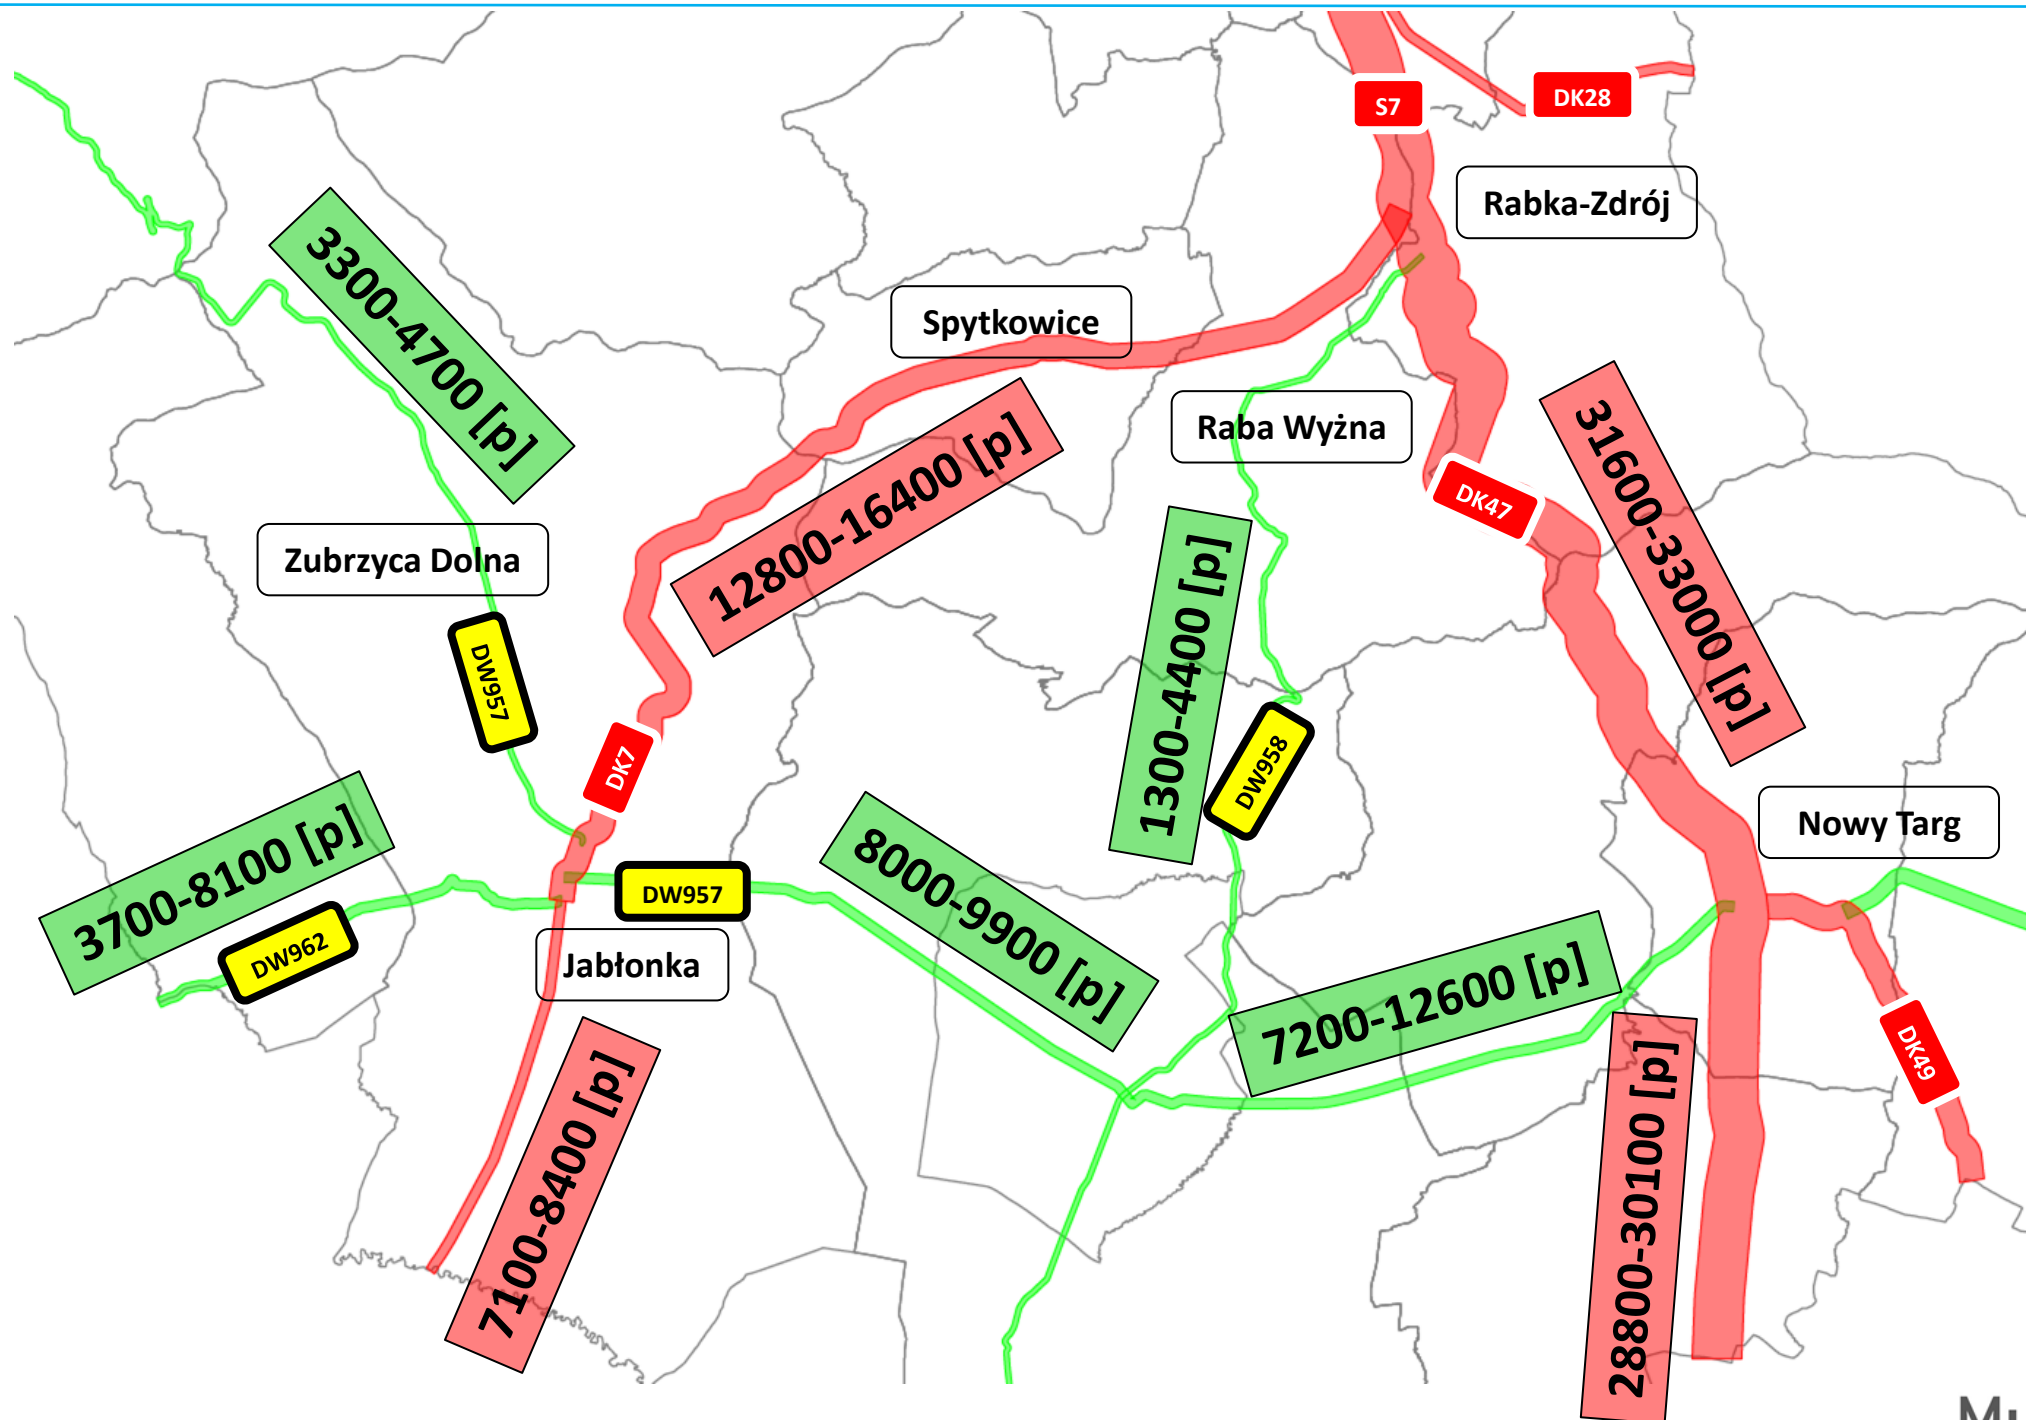 S7
DK28
Rabka-Zdrój
3300-4700 [p]
Spytkowice
Raba Wyżna
12800-16400 [p]
31600-33000 [p]
DK47
Zubrzyca Dolna
1300-4400 [p]
DW957
DK7
DW958
Nowy Targ
3700-8100 [p]
8000-9900 [p]
DW957
DW962
Jabłonka
7200-12600 [p]
DK49
7100-8400 [p]
28800-30100 [p]